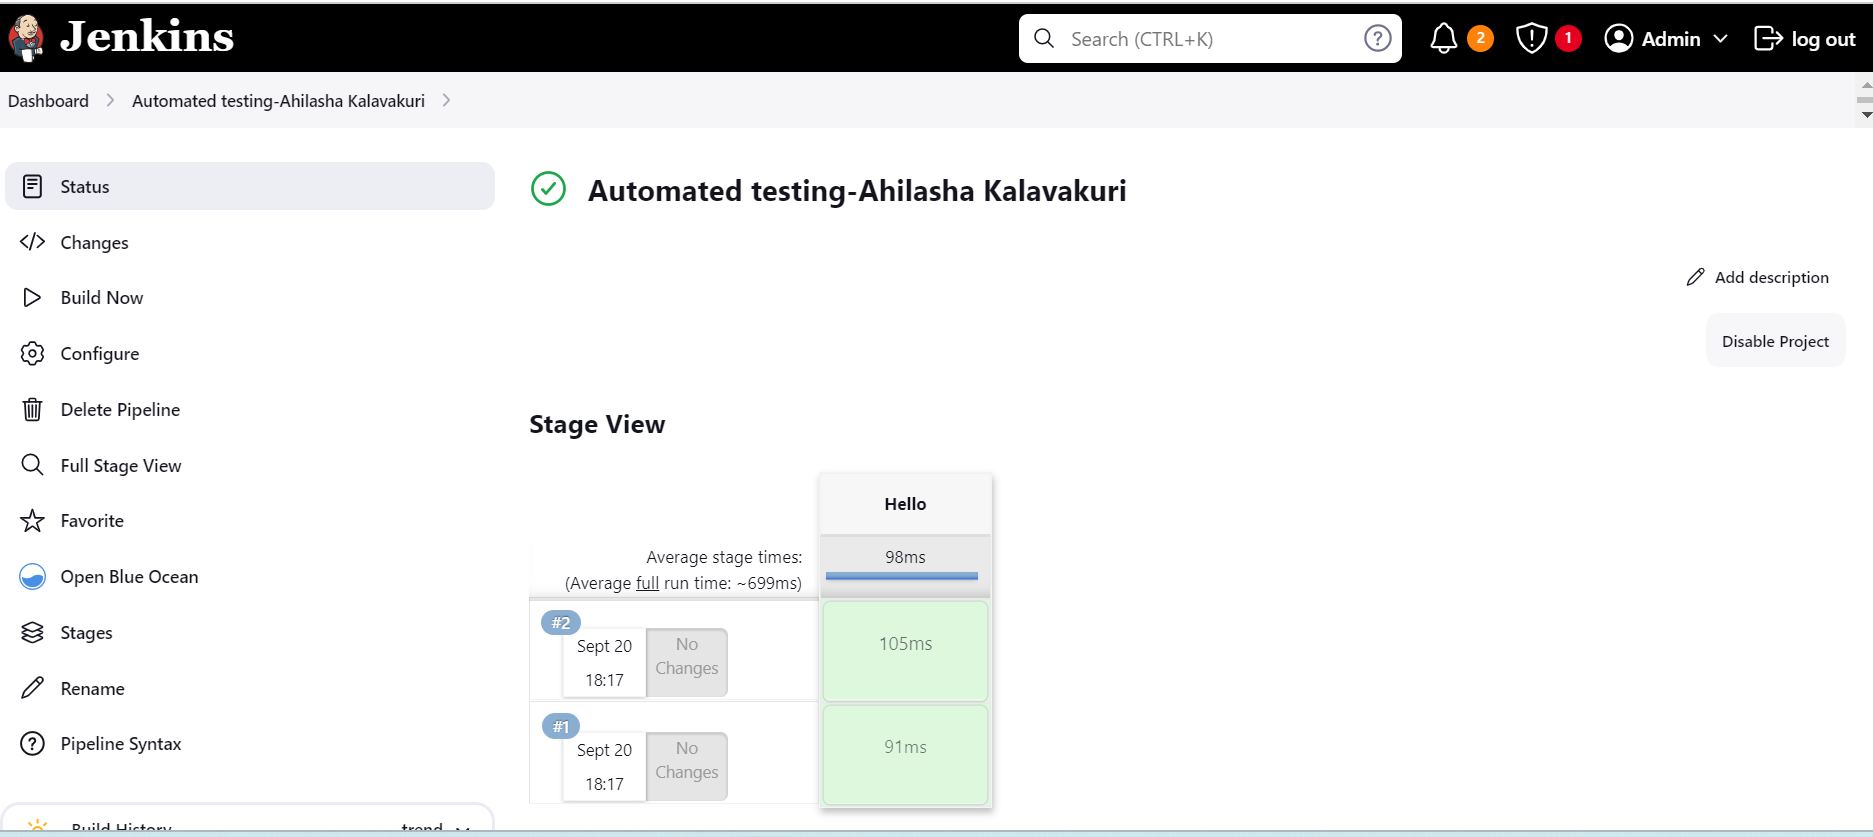 Jenkins
Search (CTRL+K)
2
1
Admin
log out
Dashboard
Automated testing-Ahilasha Kalavakuri
Status
Changes
Build Now
Configure
Delete Pipeline
Full Stage View
Favorite
Open Blue Ocean
Stages
Rename
Pipeline Syntax
Build History
trend
Automated testing-Ahilasha Kalavakuri
Add description
Disable Project
Stage View
Hello
Average stage times:
98ms
(Average full run time: ~699ms)
#2
Sept 20
18:17
No
Changes
105ms
#1
Sept 20
18:17
No
Changes
91ms